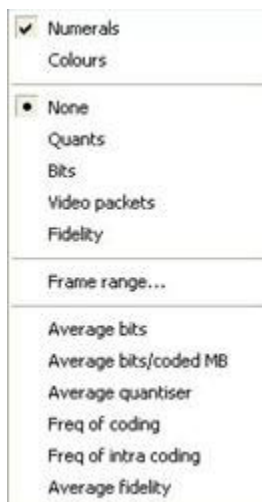 Numerals
Colours
None
Quants
Bits
Video packets
Fidelity
Frame range...
Average bits
Average bits/coded MB
Average quantiser
Freq of coding
Freq of intra coding
Average fidelity